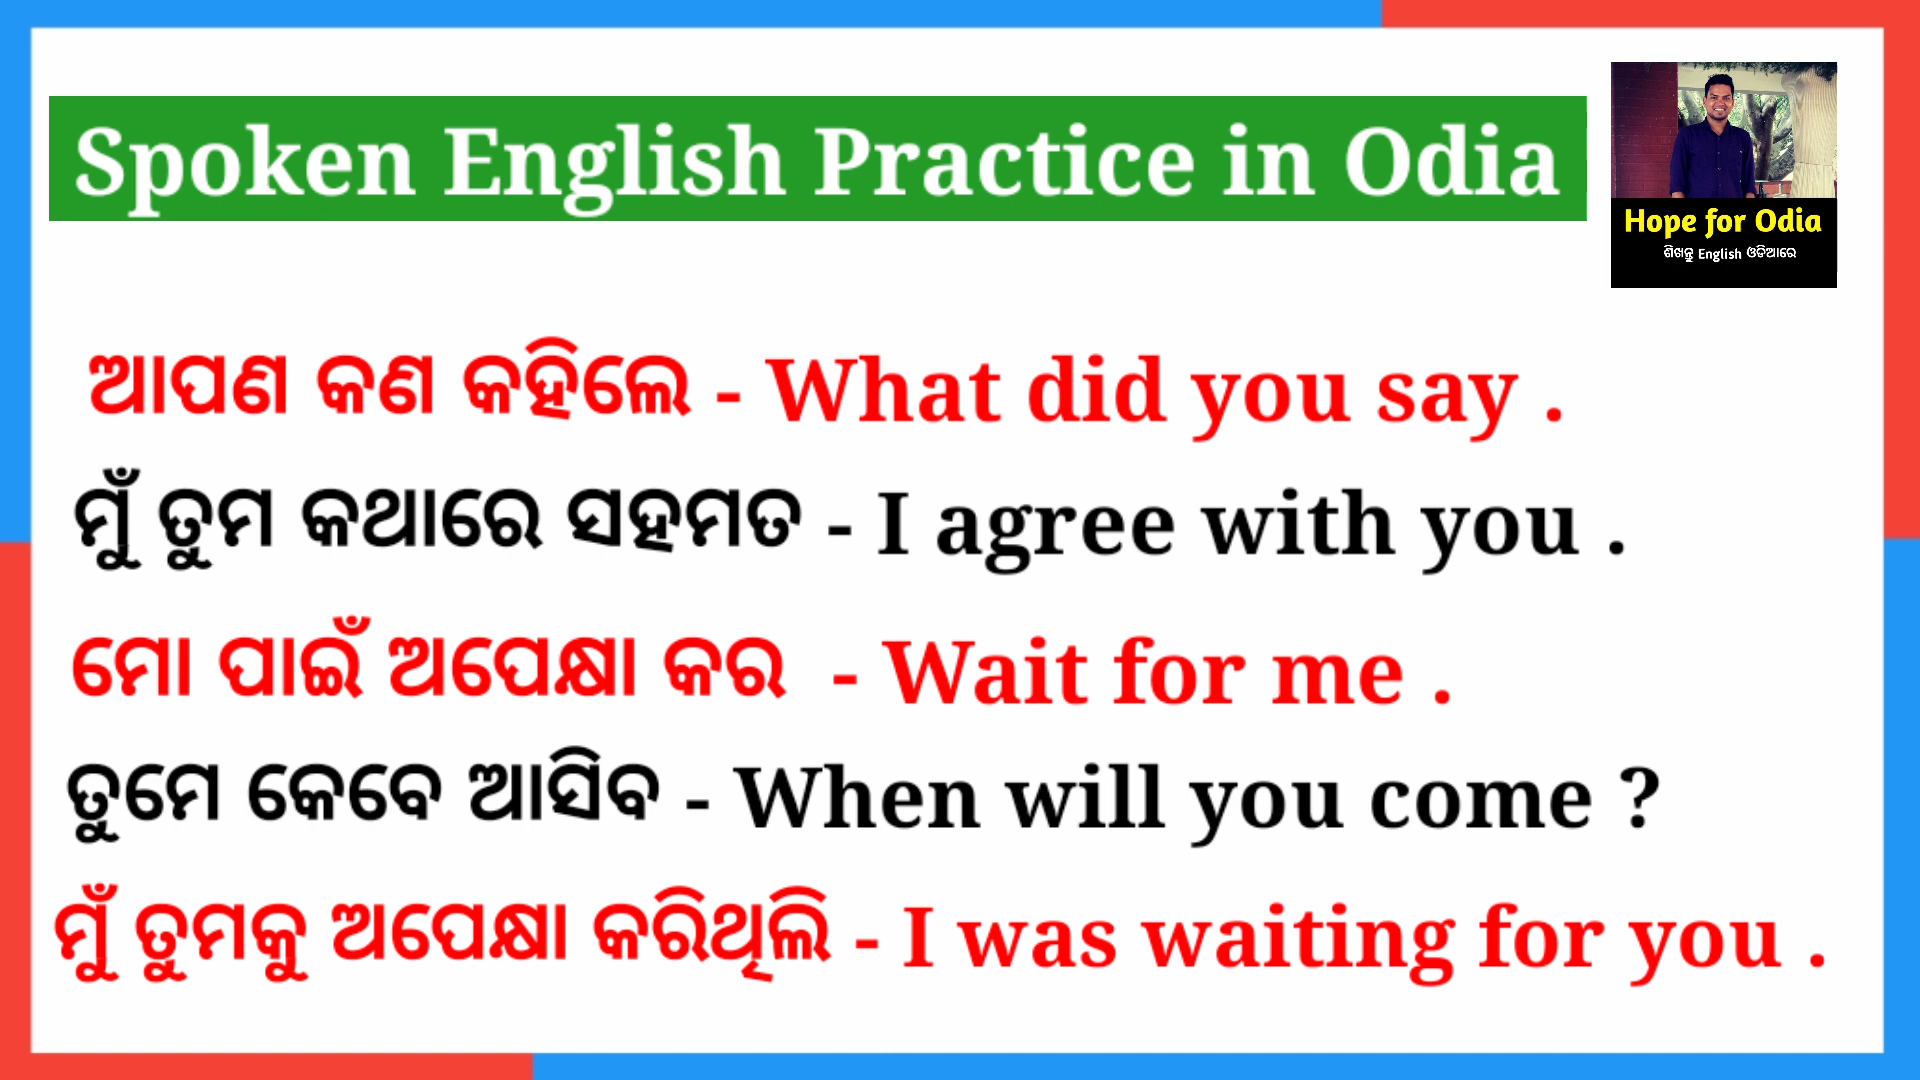 Spoken English Practice in Odia
Hope for Odia
ଶିଖନ୍ତୁ English ଓଡିଆରେ
ଆପଣ କଣ କହିଲେ - What did you say .
ମୁଁ ତୁମ କଥାରେ ସହମତ - I agree with you .
ମୋ ପାଇଁ ଅପେକ୍ଷା କର - Wait for me .
ତୁମେ କେବେ ଆସିବ - When will you come ?
ମୁଁ ତୁମକୁ ଅପେକ୍ଷା କରିଥିଲି - I was waiting for you .